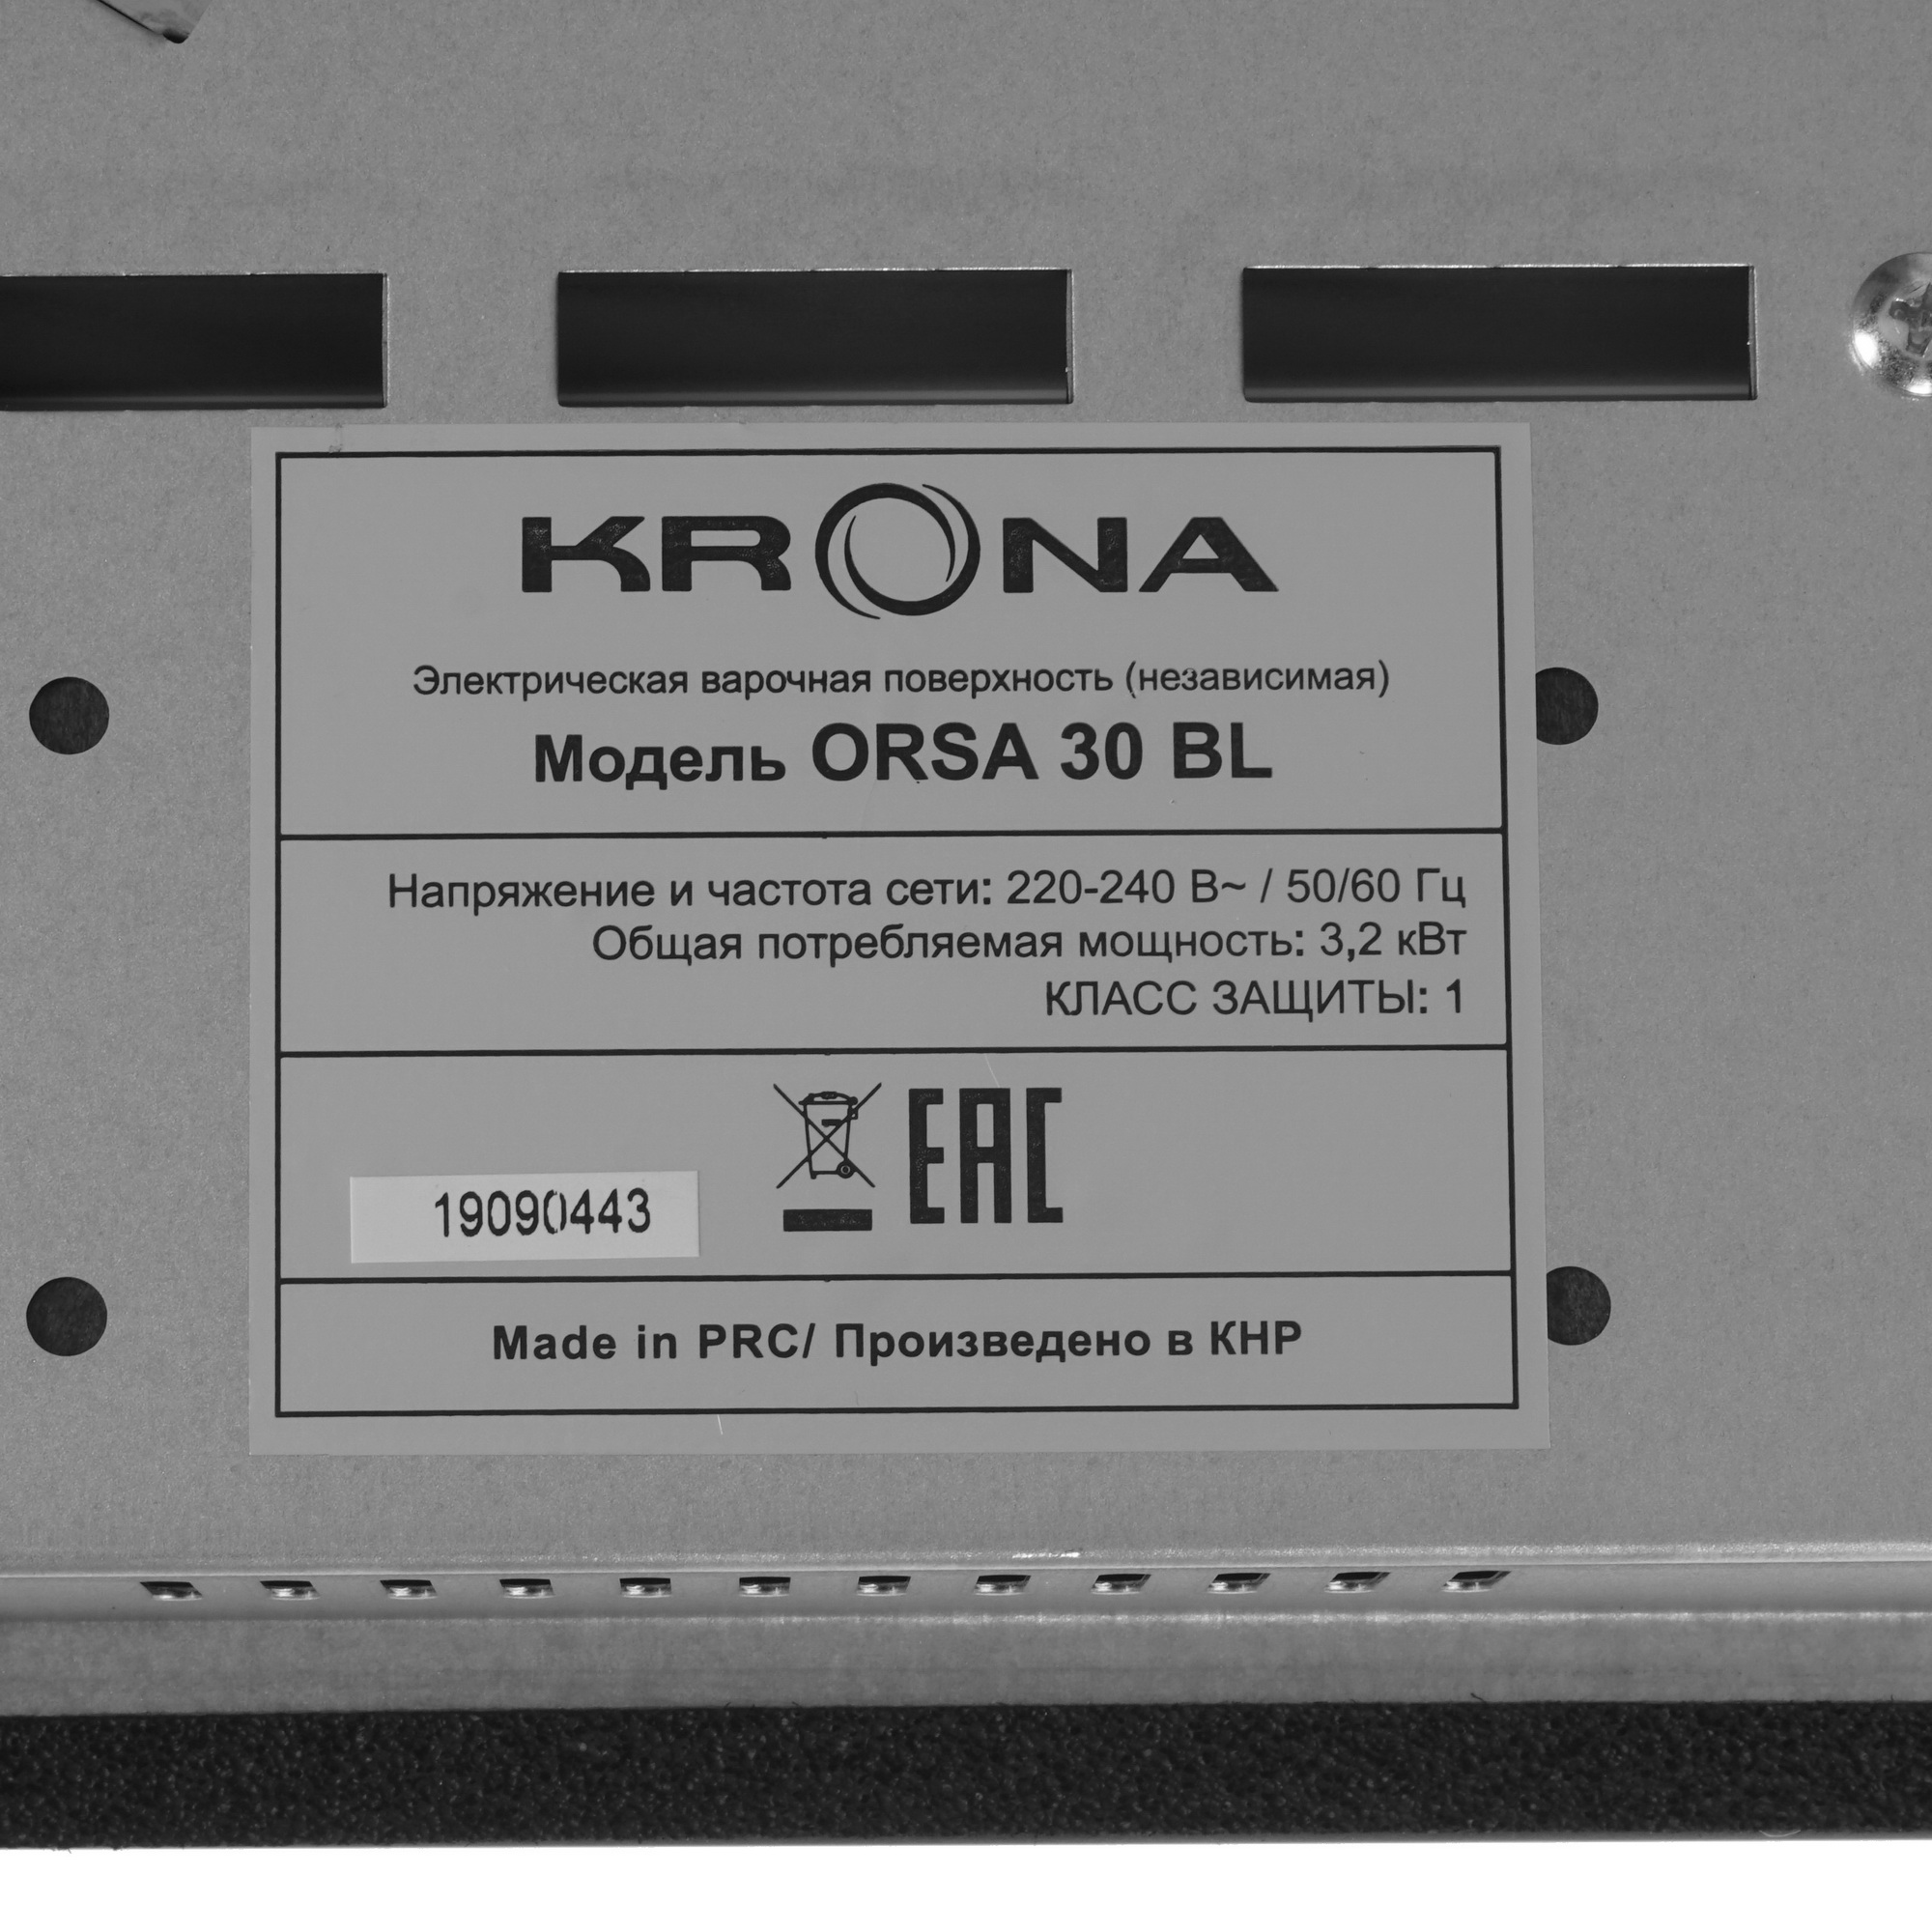 KRONA
Электрическая варочная поверхность (независимая)
Модель ORSA 30 BL
Напряжение и частота сети: 220-240 В~ / 50/60 Гц
Общая потребляемая мощность: 3,2 кВт
КЛАСС ЗАЩИТЫ: 1
EAC
19090443
Made in PRC/ Произведено в КНР